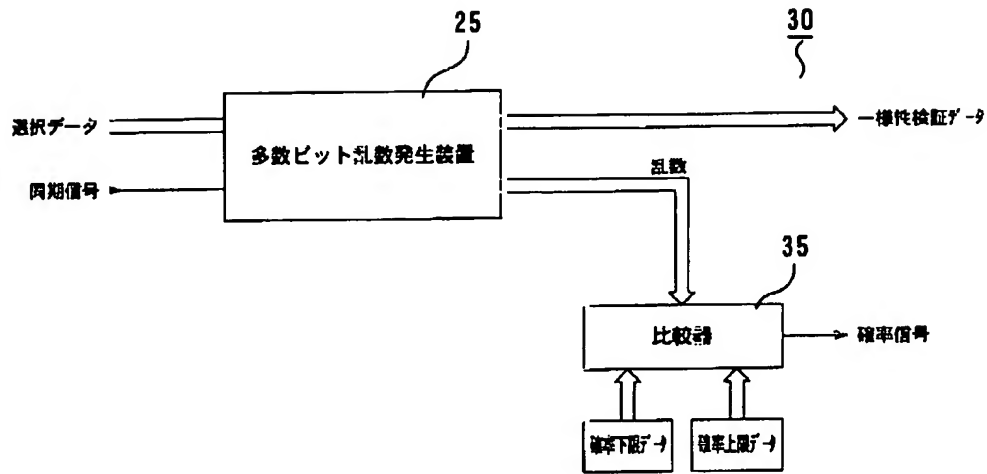 25
30
選択データ
多数ビット乱数発生装置
一様性検証データ
同期信号
乱数
35
比較器
確率信号
確率下限データ
確率上限データ